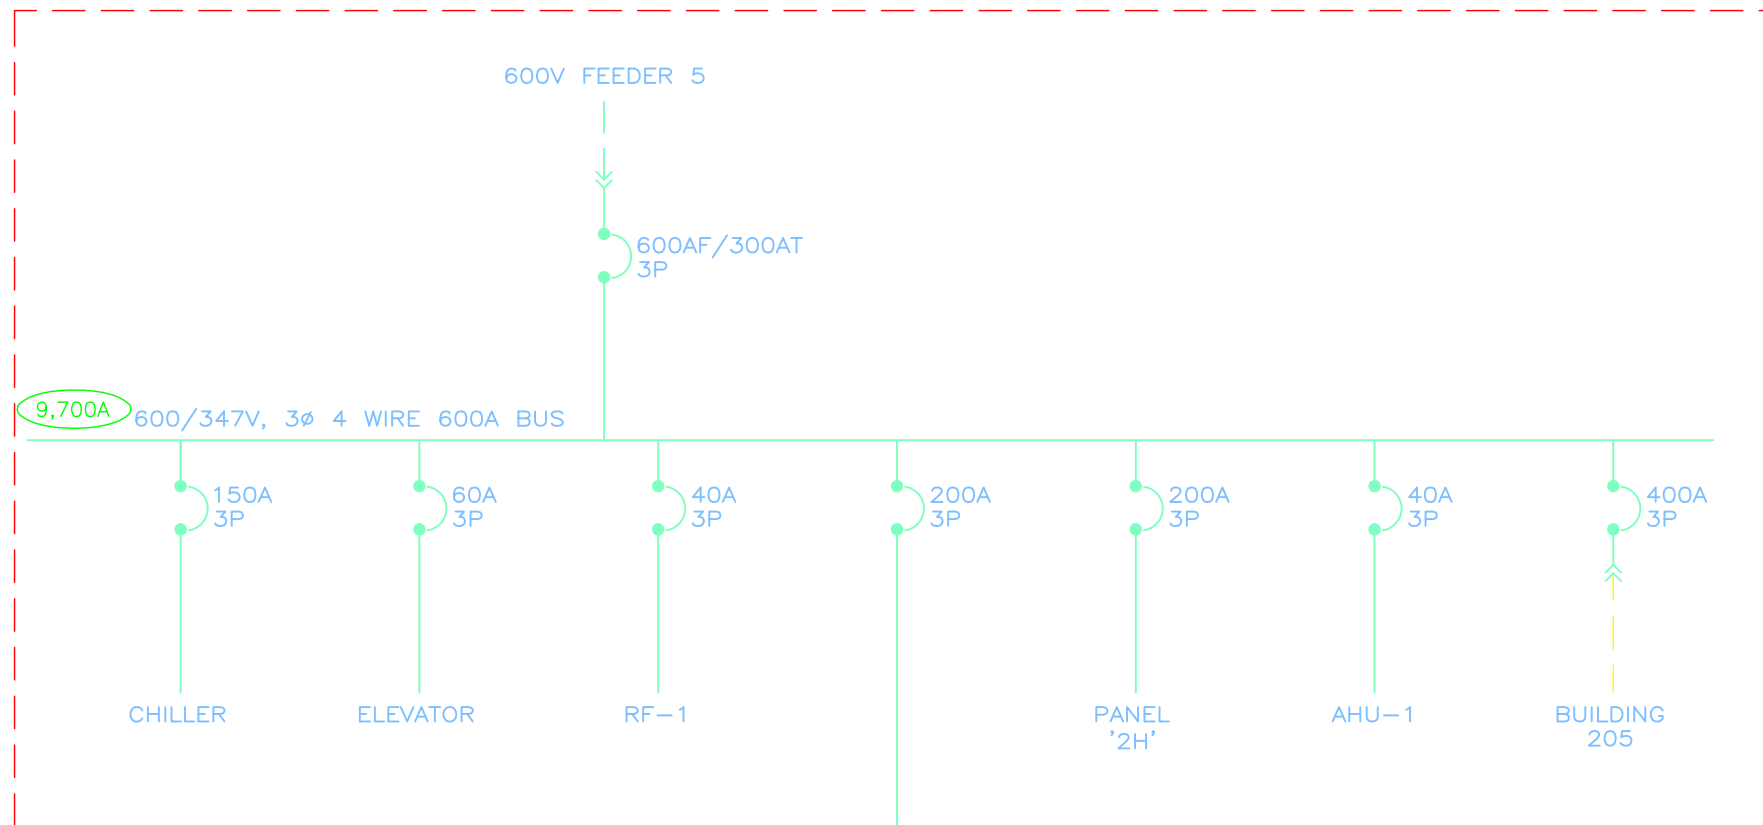 600V FEEDER 5
600AF/300AT
3P
9,700A
600/347V, 3ø 4 WIRE 600A BUS
150A
3P
60A
3P
40A
3P
200A
3P
200A
3P
40A
3P
400A
3P
CHILLER
ELEVATOR
RF-1
PANEL
'2H'
AHU-1
BUILDING
205